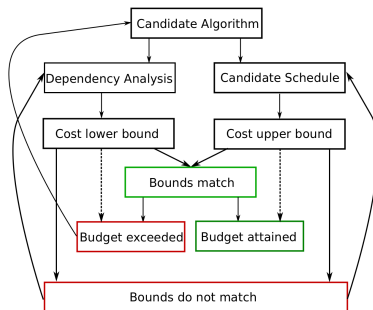 Candidate Algorithm
Dependency Analysis
Candidate Schedule
Cost lower bound
Cost upper bound
Bounds match
Budget exceeded
Budget attained
Bounds do not match